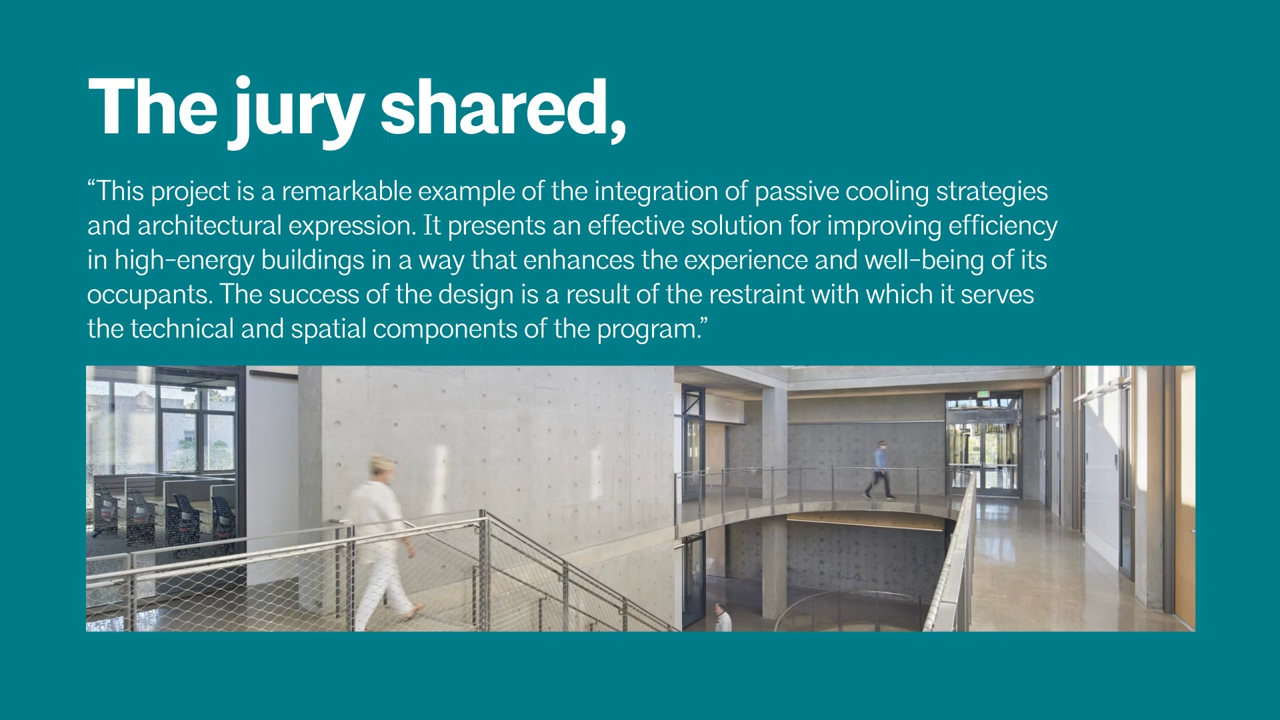 The jury shared,
“This project is a remarkable example of the integration of passive cooling strategies
and architectural expression. It presents an effective solution for improving efficiency
in high-energy buildings in a way that enhances the experience and well-being of its
occupants. The success of the design is a result of the restraint with which it serves
the technical and spatial components of the program.”